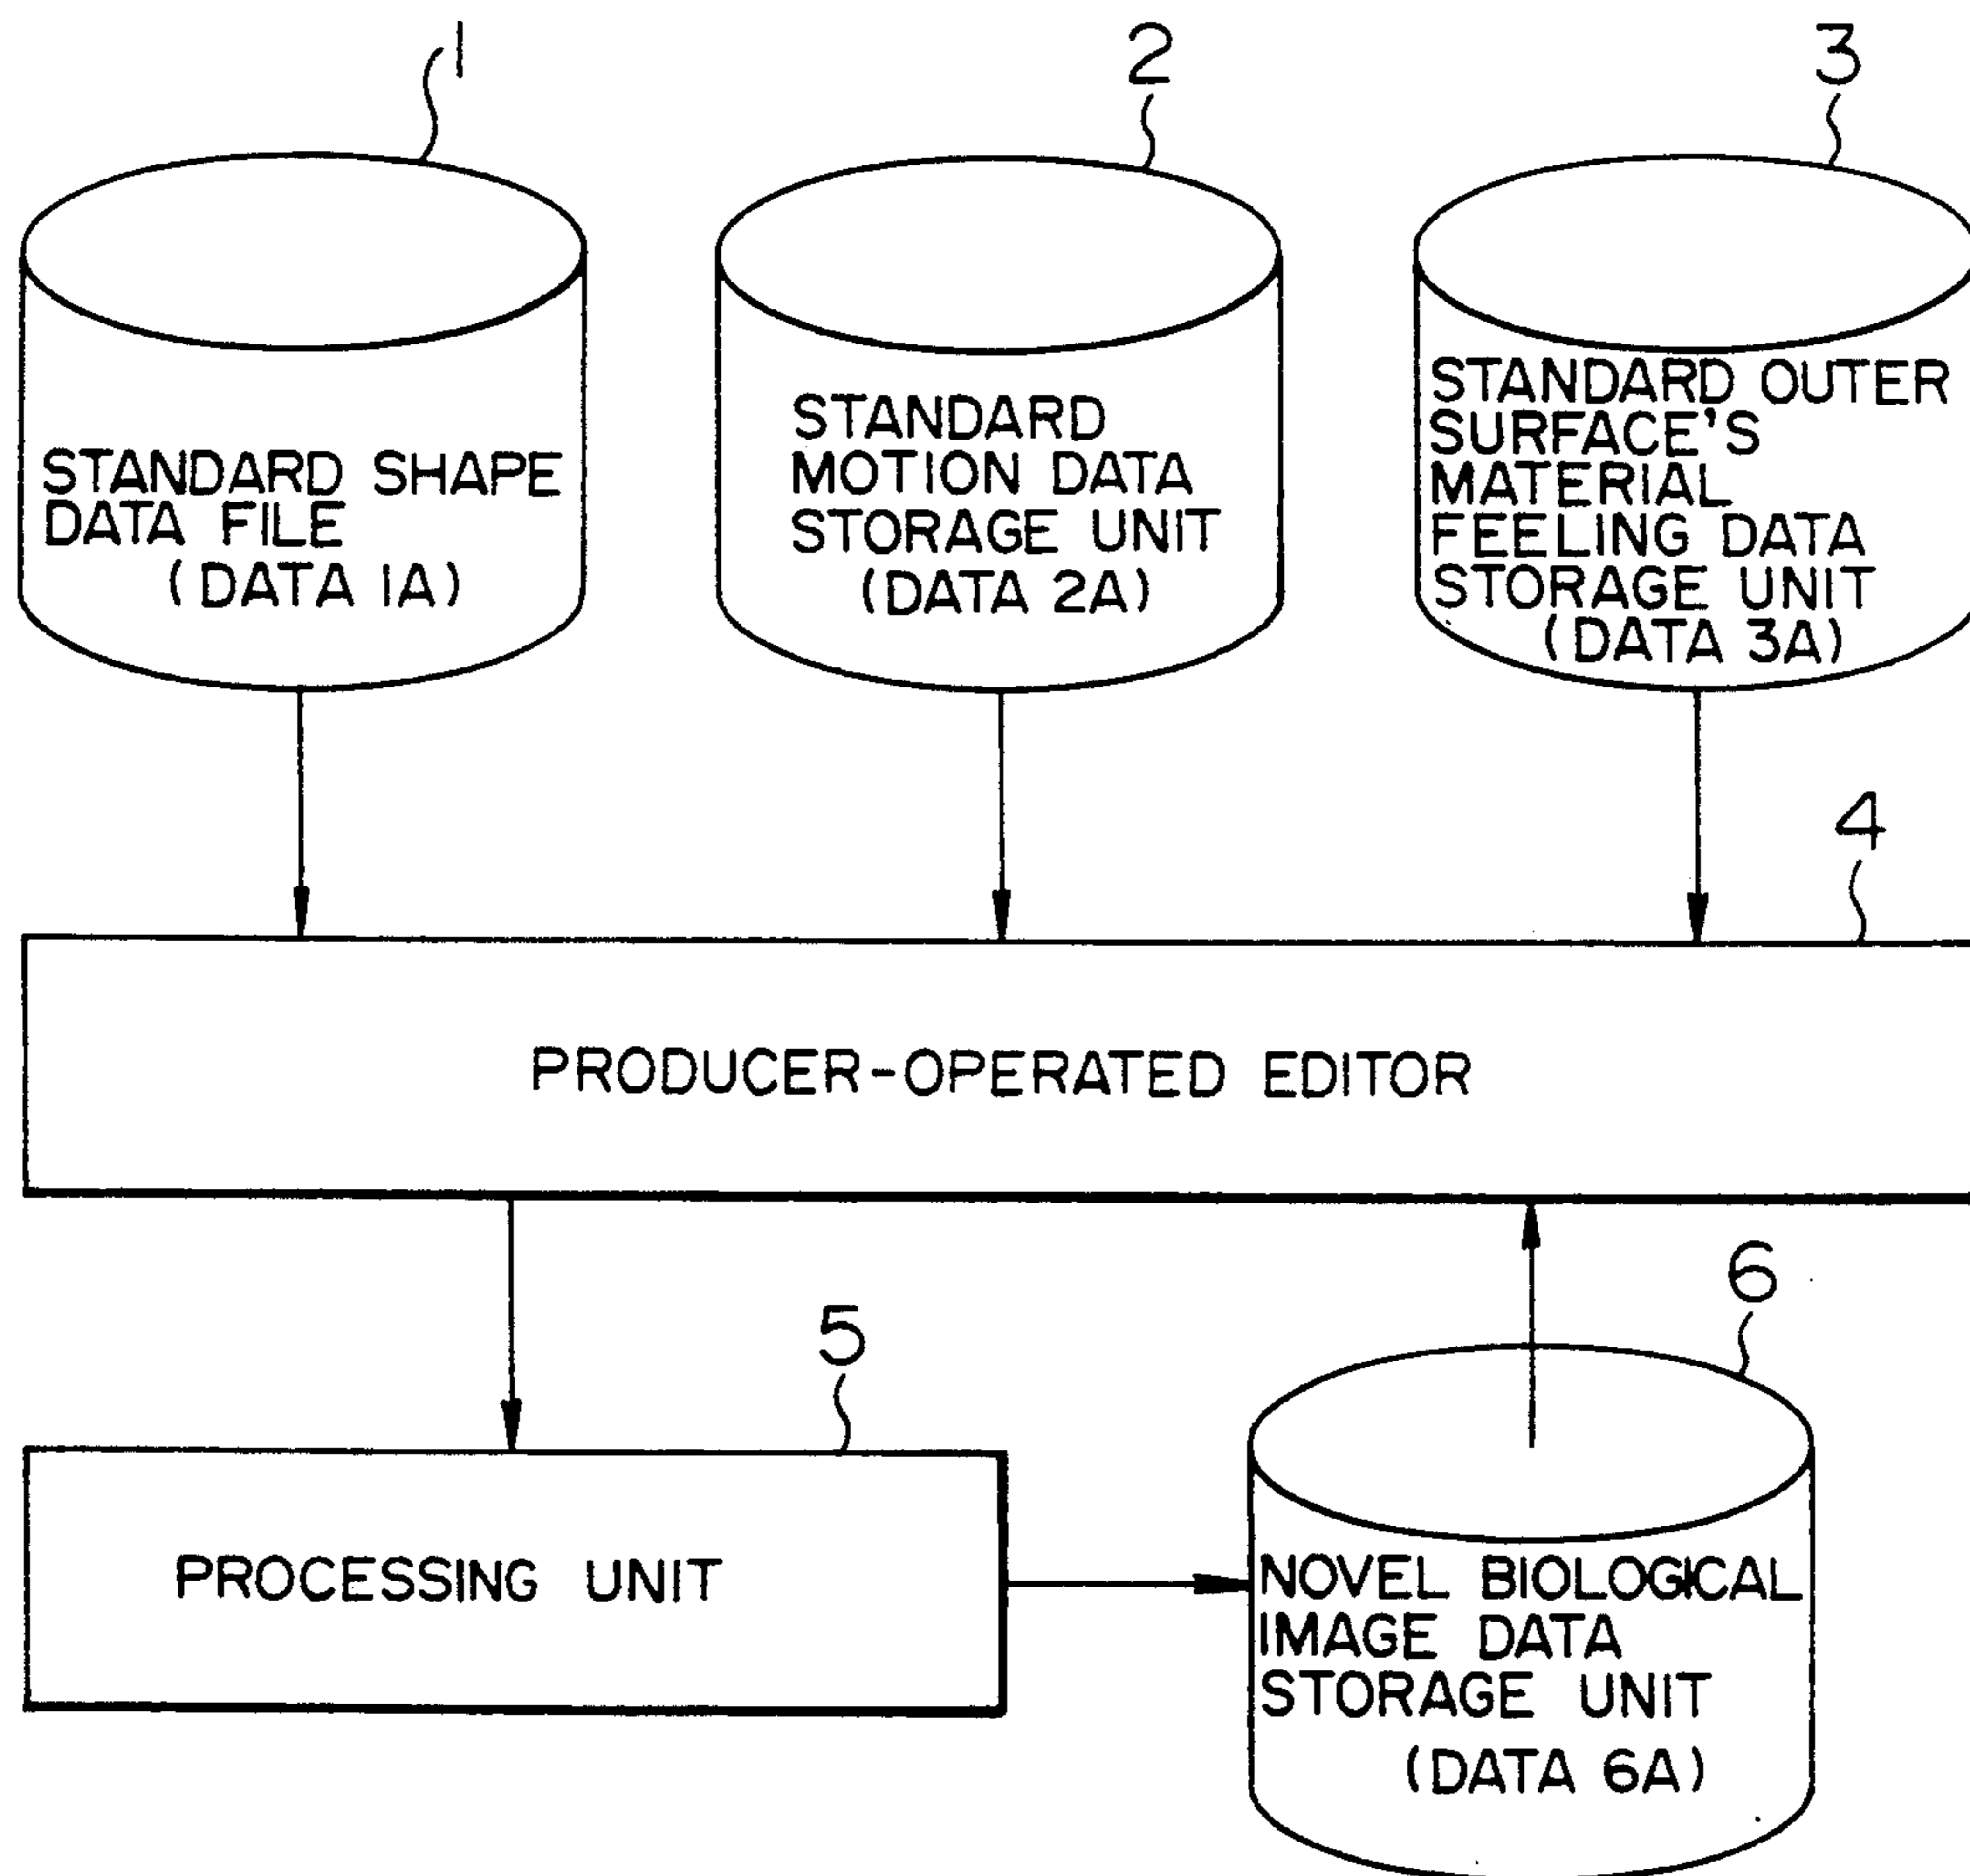 1
2
3
STANDARD SHAPE
DATA FILE
(DATA 1A)
STANDARD
MOTION DATA
STORAGE UNIT
(DATA 2A)
STANDARD OUTER
SURFACE'S
MATERIAL
FEELING DATA
STORAGE UNIT
(DATA 3A)
4
PRODUCER-OPERATED EDITOR
5
6
PROCESSING UNIT
NOVEL BIOLOGICAL
IMAGE DATA
STORAGE UNIT
(DATA 6A)